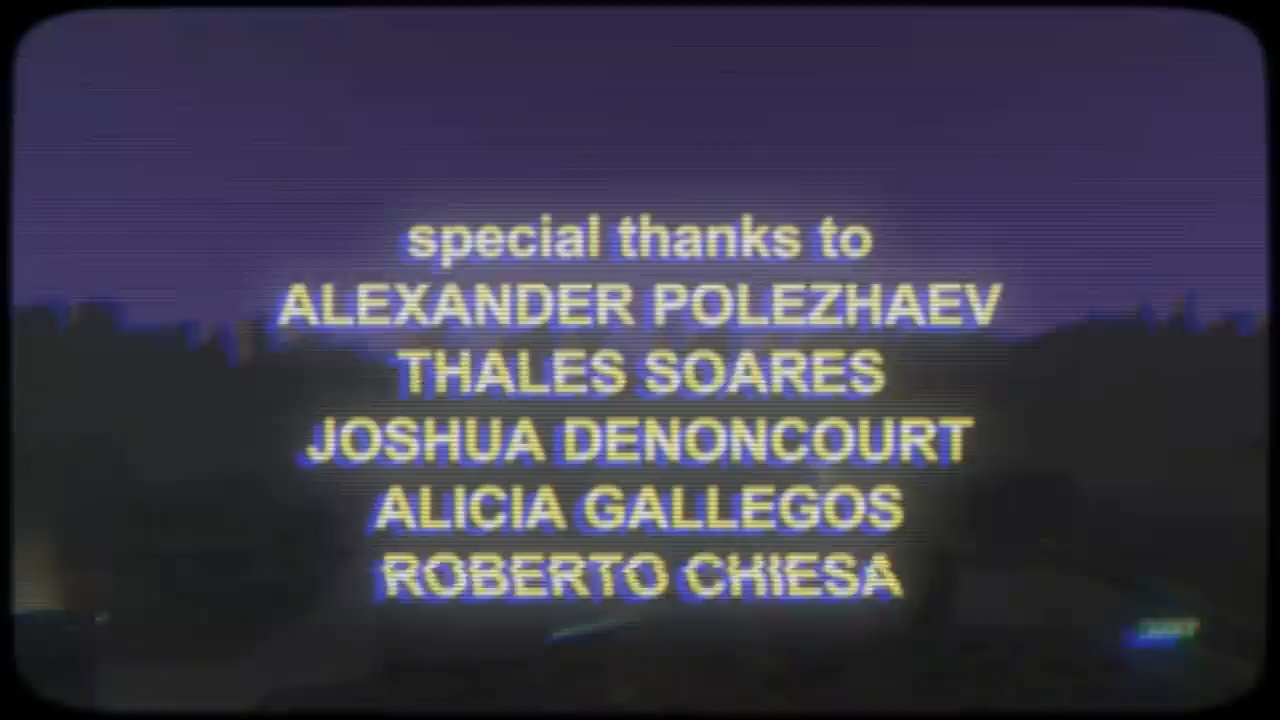 special thanks to
ALEXANDER POLEZHAEV
THALES SOARES
JOSHUA DENONCOURT
ALICIA GALLEGOS
ROBERTO CHIESA